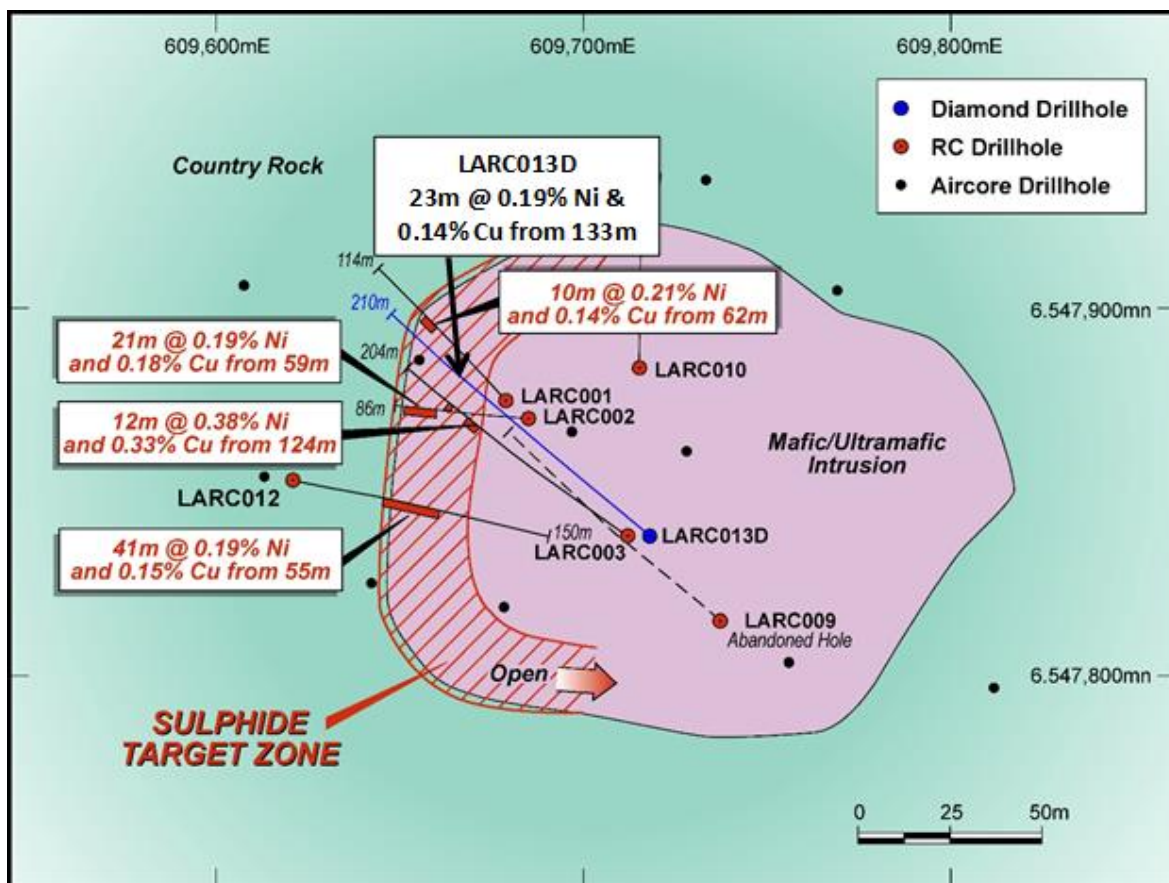 609,600mE
609,700mE
609,800mE
Diamond Drillhole
RC Drillhole
Aircore Drillhole
Country Rock
LARC013D
23m @ 0.19% Ni &
0.14% Cu from 133m
114m
210m
10m @ 0.21% Ni
and 0.14% Cu from 62m
6.547,900mn
21m @ 0.19% Ni
and 0.18% Cu from 59m
204m
LARC010
LARC001
86m
LARC002
12m @ 0.38% Ni
and 0.33% Cu from 124m
Mafic/Ultramafic
Intrusion
LARC012
150m
LARC013D
LARC003
41m @ 0.19% Ni
and 0.15% Cu from 55m
LARC009
Abandoned Hole
Open
6.547,800mn
SULPHIDE
TARGET ZONE
0 25 50m